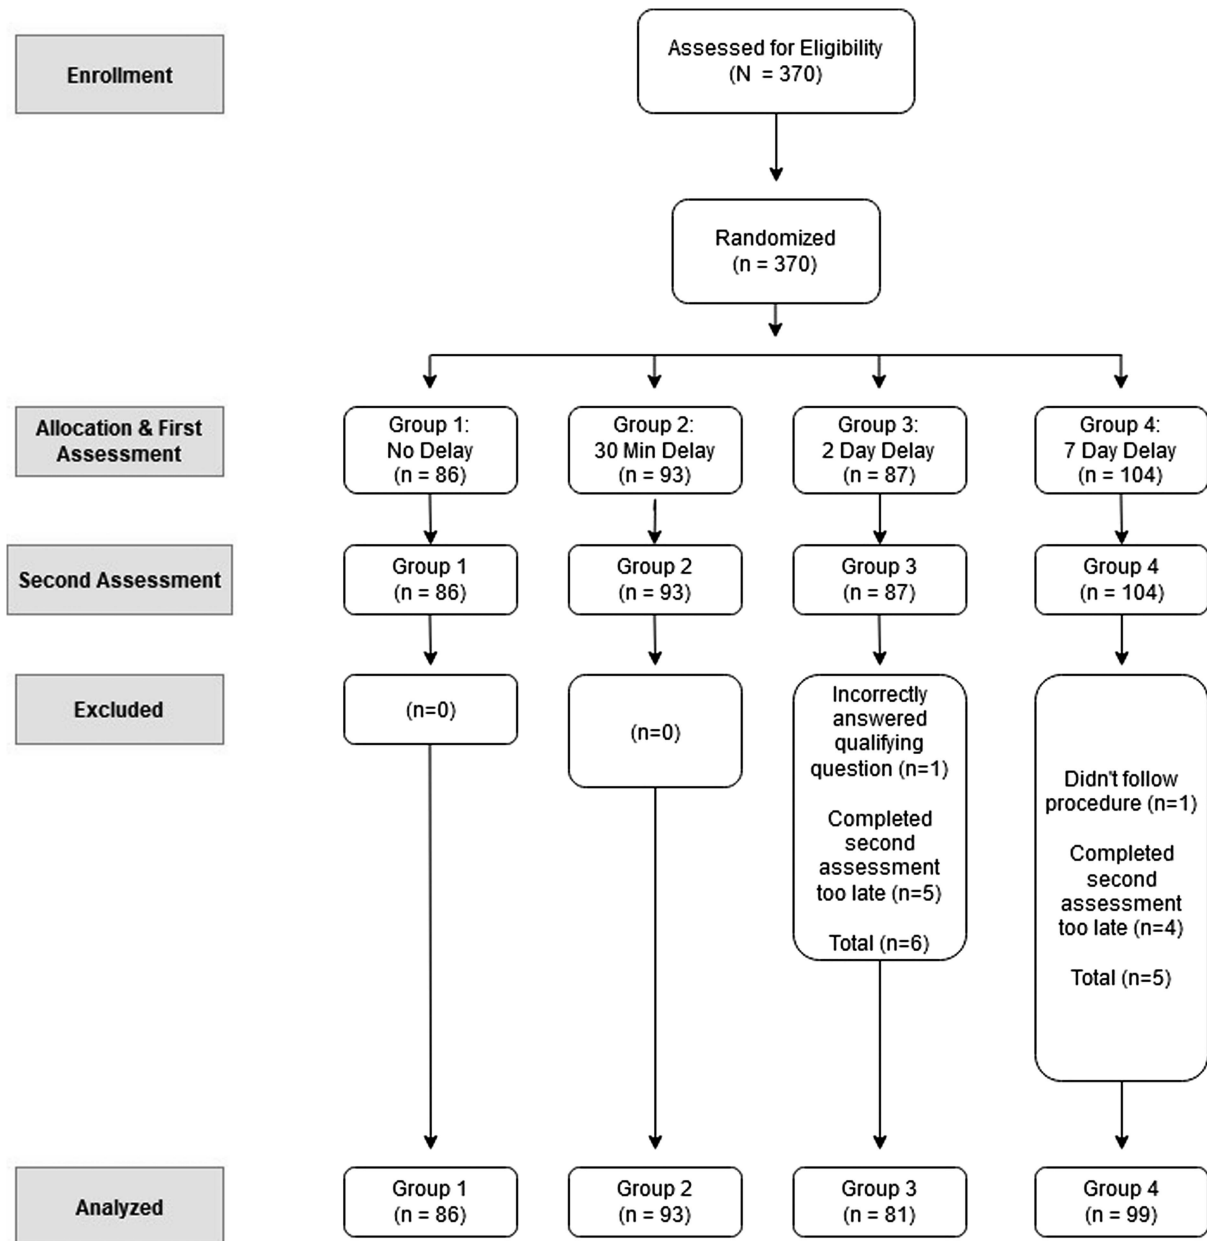 Enrollment
Assessed for Eligibility
(N = 370)
Randomized
(n = 370)
Allocation & First
Assessment
Group 1:
No Delay
(n = 86)
Group 2:
30 Min Delay
(n = 93)
Group 3:
2 Day Delay
(n = 87)
Group 4:
7 Day Delay
(n = 104)
Second Assessment
Group 1
(n = 86)
Group 2
(n = 93)
Group 3
(n = 87)
Group 4
(n = 104)
Excluded
(n=0)
(n=0)
Incorrectly
answered
qualifying
question (n=1)
Completed
second
assessment
too late (n=5)
Total (n=6)
Didn't follow
procedure (n=1)
Completed
second
assessment
too late (n=4)
Total (n=5)
Analyzed
Group 1
(n = 86)
Group 2
(n = 93)
Group 3
(n = 81)
Group 4
(n = 99)